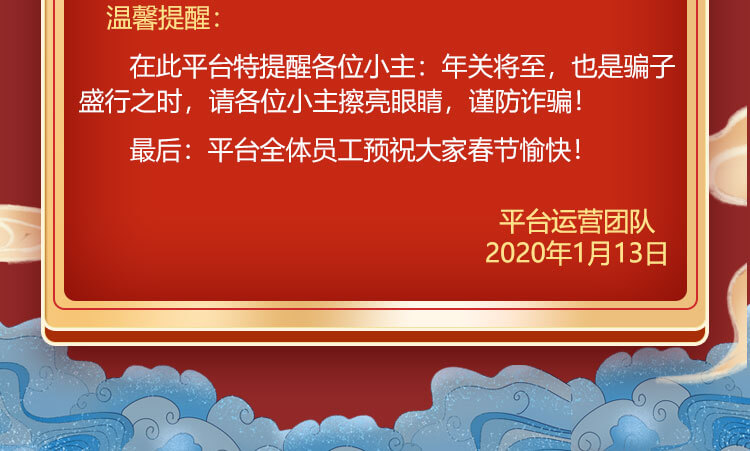 温馨提醒：
在此平台特提醒各位小主：年关将至，也是骗子
盛行之时，请各位小主擦亮眼睛，谨防诈骗！
最后：平台全体员工预祝大家春节愉快！
平台运营团队
2020年1月13日